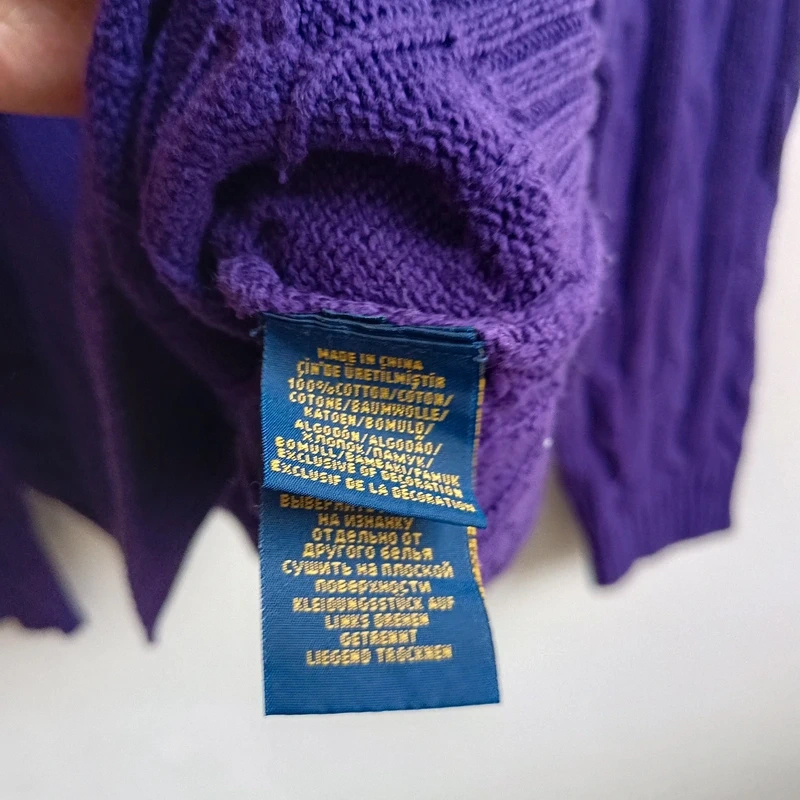 MADE IN CHINA
ÇİN'DE ÜRETİLMİŞTİR
100%COTTON/COTON/
COTONE/BAUMWOLLE/
KATOEN/BOMULD/
ALGODÓN/ALGODÃO/
ХЛОПОК/ПАМУК/
BOMULL/BAMBAKI/PAMUK
EXCLUSIVE OF DECORATION
EXCLUSIF DE LA DÉCORATION
НА ИЗНАНКУ
ОТДЕЛЬНО ОТ
ДРУГОГО БЕЛЬЯ
СУШИТЬ НА ПЛОСКОЙ
ПОВЕРХНОСТИ
KLEIDUNGSSTÜCK AUF
LINKS DREHEN
GETRENNT
LIEGEND TROCKNEN